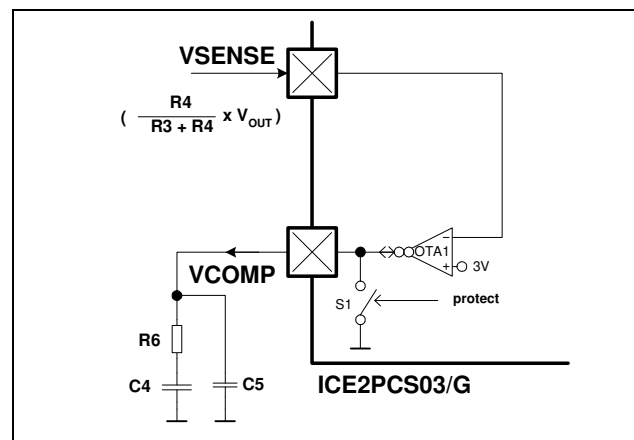 VSENSE
( R4 / R3 + R4 x VOUT )
OTA1
−
+
3V
VCOMP
S1
protect
R6
C4
C5
ICE2PCS03/G